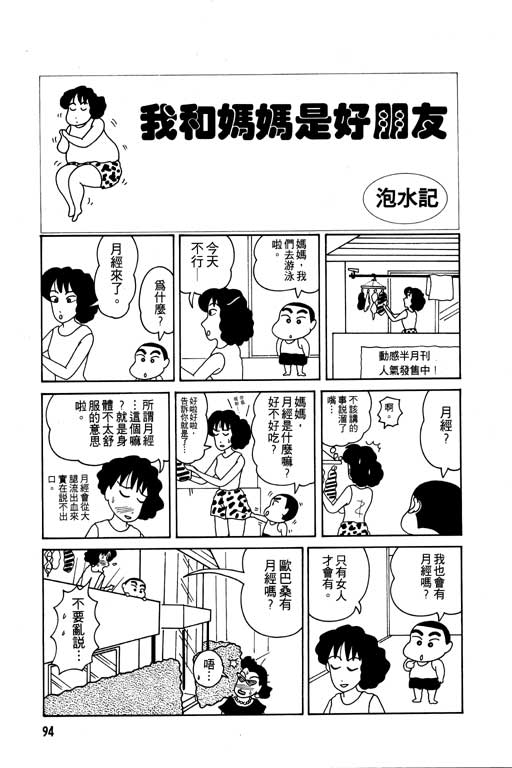 我和媽媽是好朋友
泡水記
動感半月刊
人氣發售中!
媽媽,我
們去游泳
啦。
今天
不行
爲什麼?
月經
來了。
月經?
啊。
不該講的
事說溜了
嘴…
媽媽,
月經是什麼嘛?
好不好吃?
好啦好啦,
告訴你就是了…
所謂月經
…這個嘛
?就是身
體不太舒
服的意思
啦。
月經會從大
腿流出血來
實在說不出
口。
我也會有
月經嗎?
只有女人
才會有。
歐巴桑有
月經嗎?
唔…
不要亂說…
94